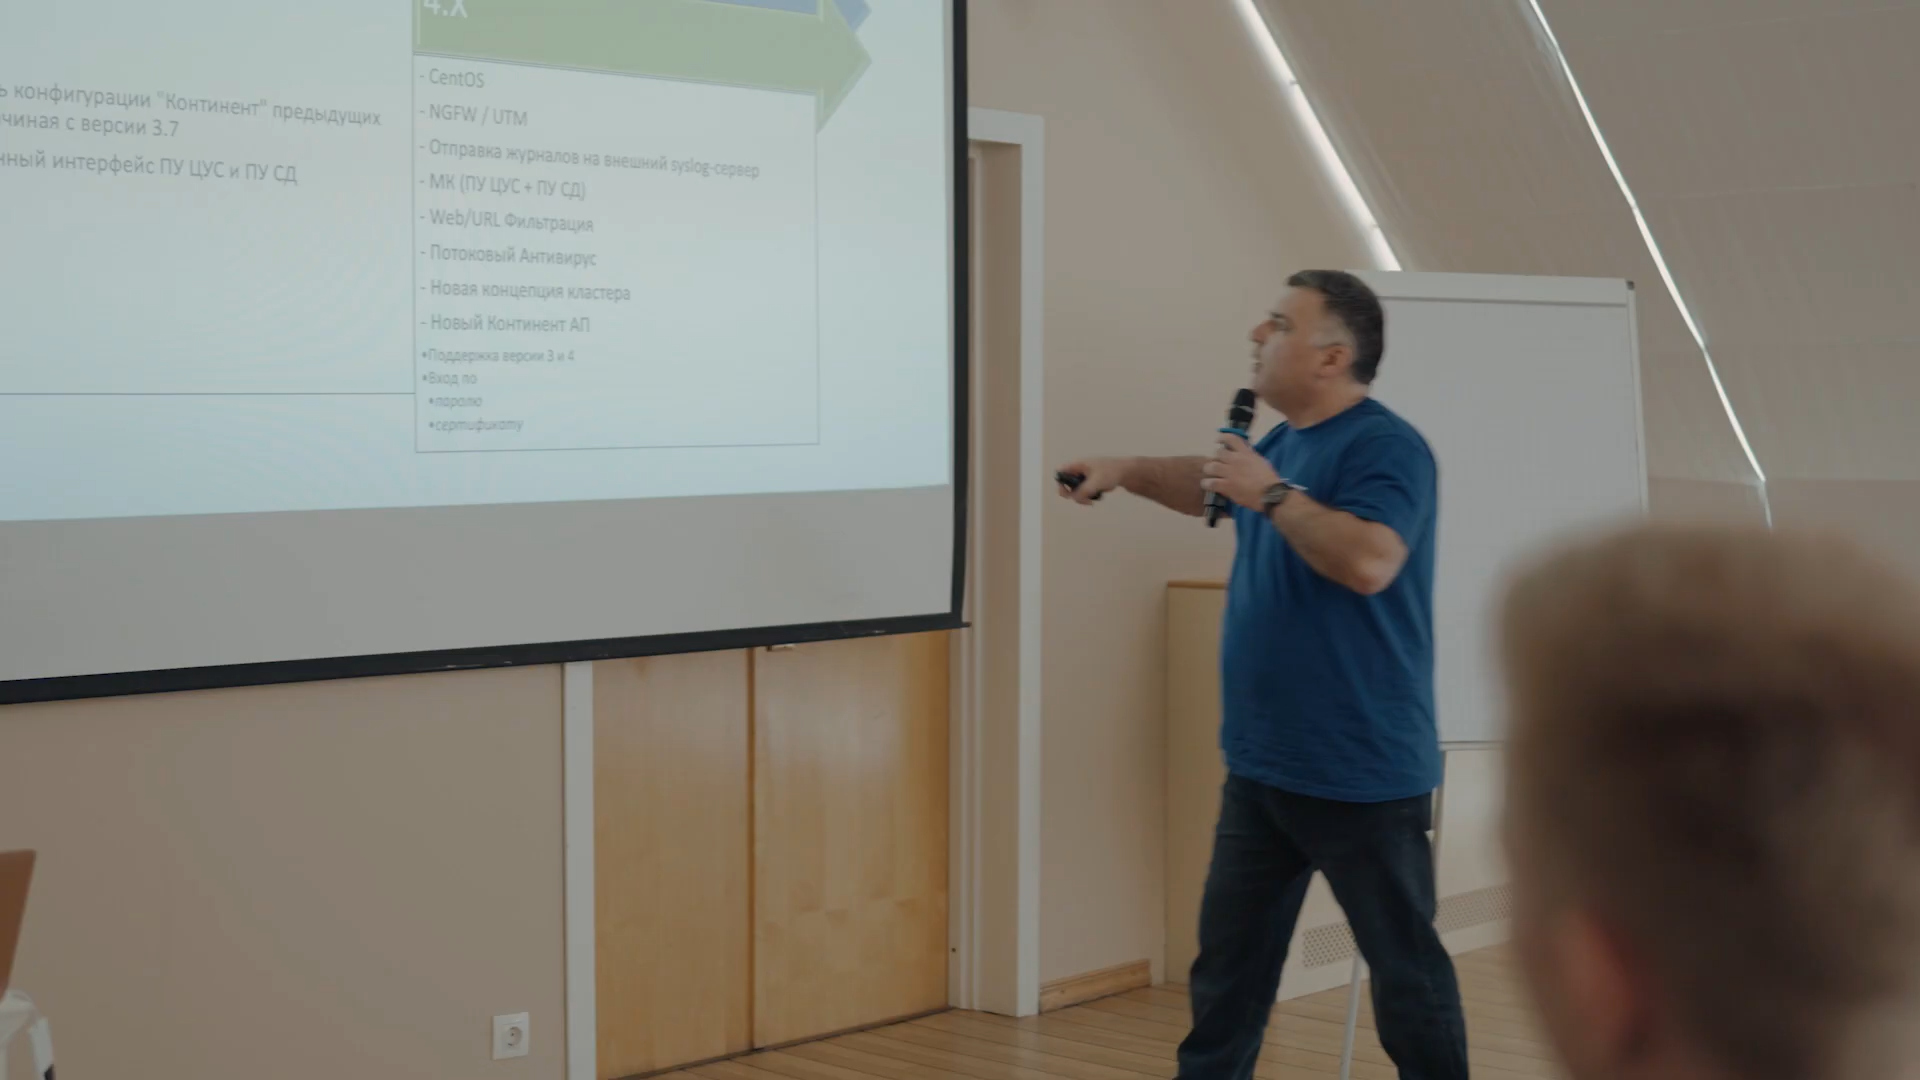 4.X
ь конфигурации "Континент" предыдущих
чиная с версии 3.7
нный интерфейс ПУ ЦУС и ПУ СД
- CentOS
- NGFW / UTM
- Отправка журналов на внешний syslog-сервер
- МК (ПУ ЦУС + ПУ СД)
- Web/URL Фильтрация
- Потоковый Антивирус
- Новая концепция кластера
- Новый Континент АП
•Поддержка версии 3 и 4
•Вход по
•паролю
•сертификату